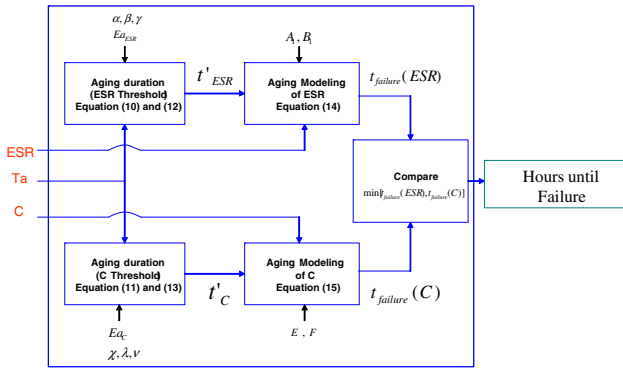 α, β, γ
Ea_ESR
A_1, B_1
Aging duration
(ESR Threshold)
Equation (10) and (12)
t'_ESR
Aging Modeling
of ESR
Equation (14)
t_failure(ESR)
ESR
Ta
C
Compare
min[t_failure(ESR), t_failure(C)]
Hours until
Failure
Aging duration
(C Threshold)
Equation (11) and (13)
t'_C
Aging Modeling
of C
Equation (15)
t_failure(C)
Ea_C
χ, λ, ν
E , F